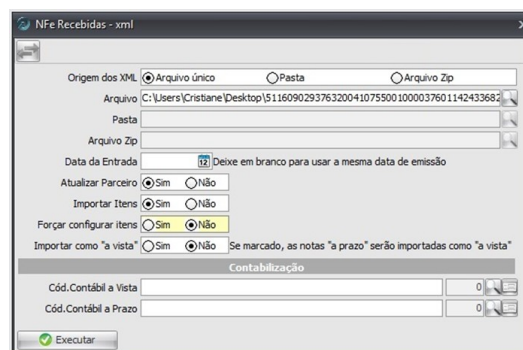 NFe Recebidas - xml
Origem dos XML Arquivo único Pasta Arquivo Zip
Arquivo C:\Users\Cristiane\Desktop\5116090293763200410755001000037601142433682
Pasta
Arquivo Zip
Data da Entrada 12 Deixe em branco para usar a mesma data de emissão
Atualizar Parceiro Sim Não
Importar Itens Sim Não
Forçar configurar itens Sim Não
Importar como "a vista" Sim Não Se marcado, as notas "a prazo" serão importadas como "a vista"
Contabilização
Cód.Contábil a Vista 0
Cód.Contábil a Prazo 0
Executar